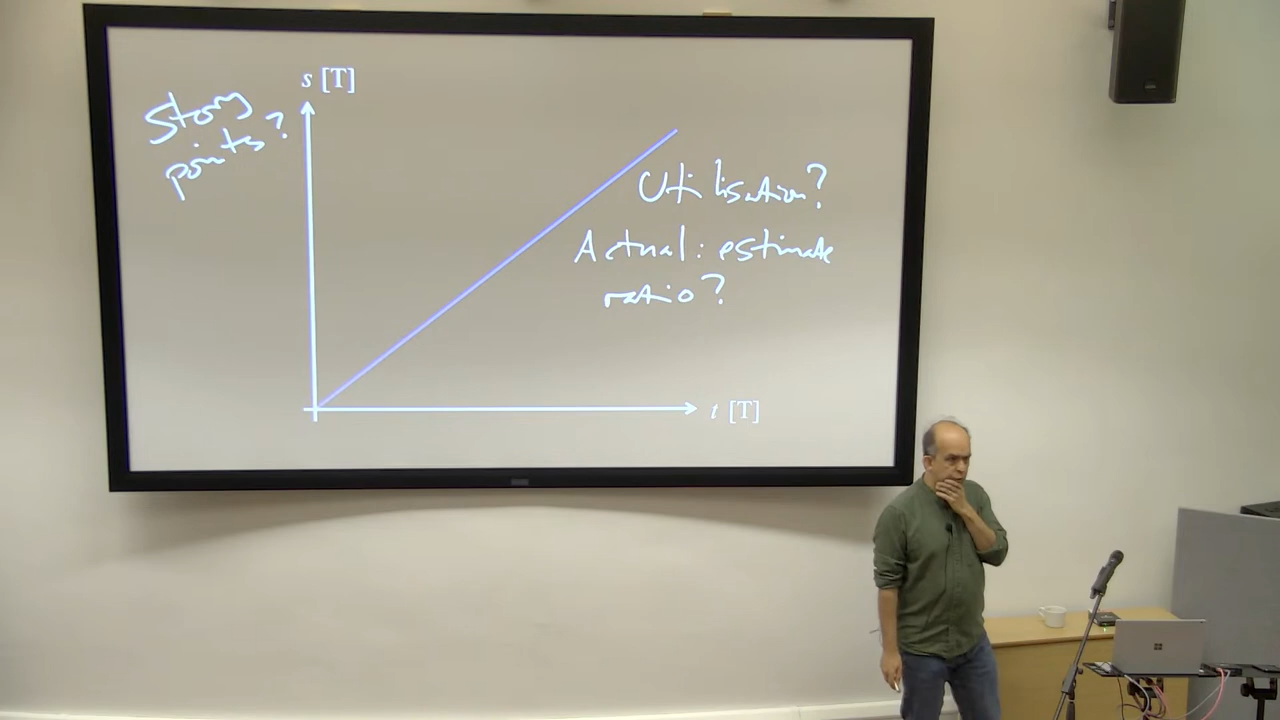 s [T]
Story
points?
Utilisation?
Actual: estimate
ratio?
t [T]